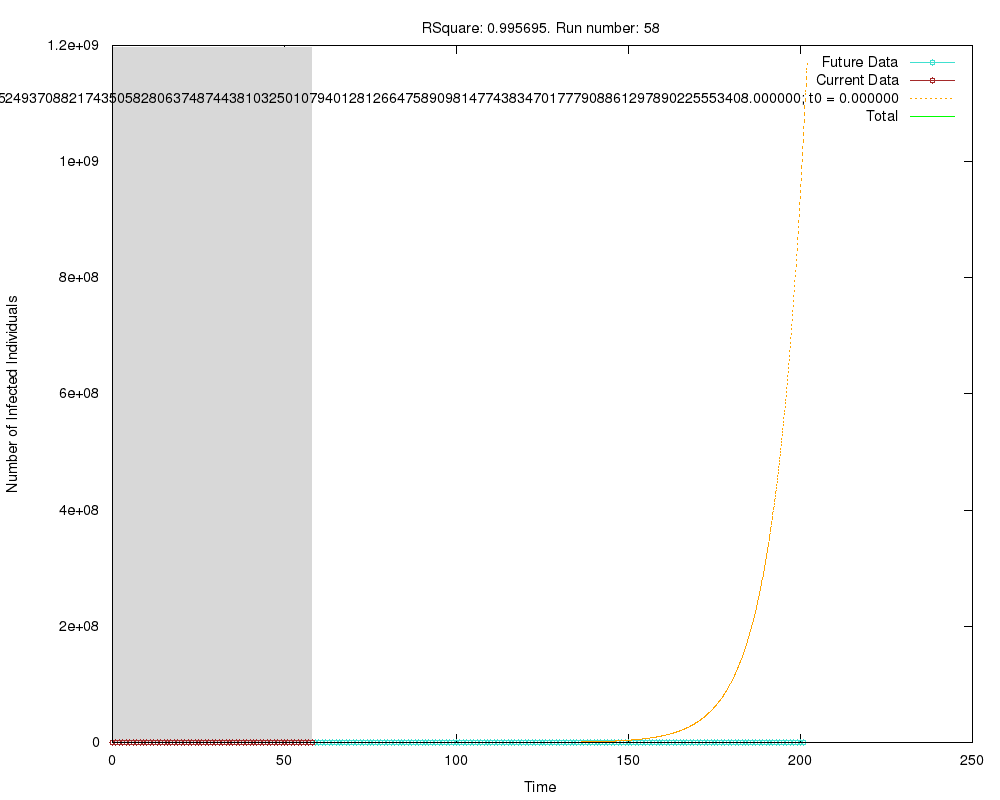 RSquare: 0.995695. Run number: 58
1.2e+09
1e+09
8e+08
6e+08
4e+08
2e+08
0
Number of Infected Individuals
Future Data
Current Data
5249370882174350582806374874438103250107940128126647589098147743834701777908861297890225553408.000000; t0 = 0.000000
Total
0 50 100 150 200 250
Time